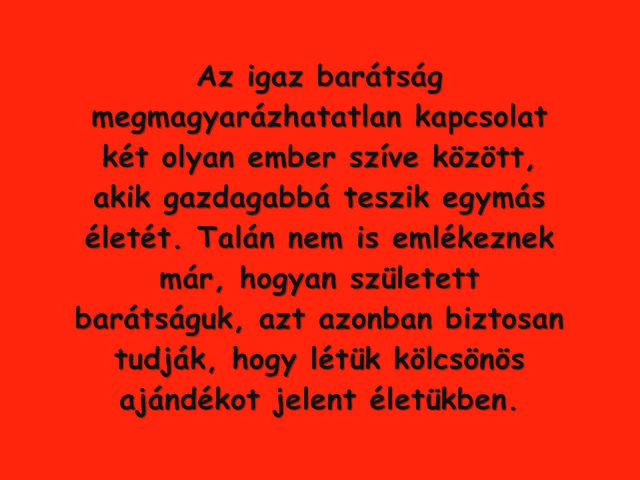 Az igaz barátság
megmagyarázhatatlan kapcsolat
két olyan ember szíve között,
akik gazdagabbá teszik egymás
életét. Talán nem is emlékeznek
már, hogyan született
barátságuk, azt azonban biztosan
tudják, hogy létük kölcsönös
ajándékot jelent életükben.